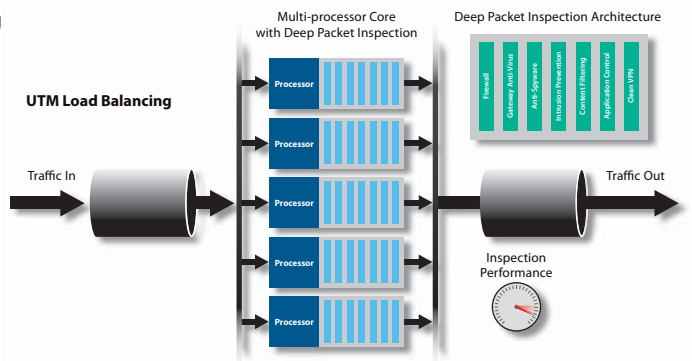 Multi-processor Core
with Deep Packet Inspection
Deep Packet Inspection Architecture
UTM Load Balancing
Processor
Processor
Processor
Processor
Processor
Firewall
Gateway Anti-Virus
Anti-Spyware
Intrusion Prevention
Content Filtering
Application Control
Clean VPN
Traffic In
Traffic Out
Inspection
Performance